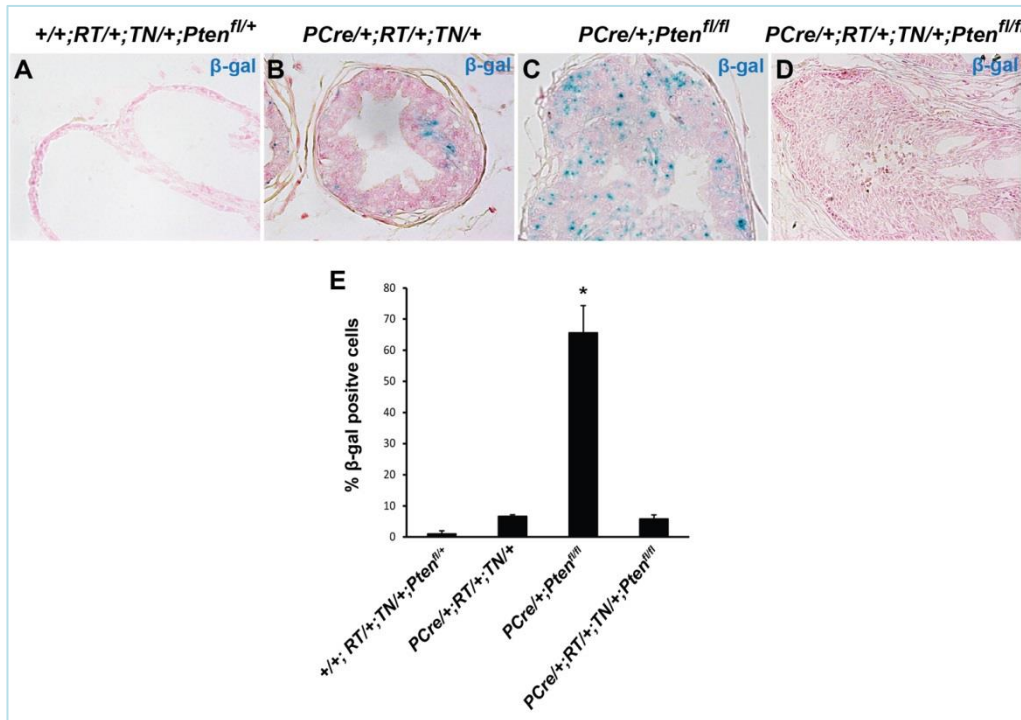 +/+;RT/+;TN/+;Pten^fl/+ PCre/+;RT/+;TN/+ PCre/+;Pten^fl/fl PCre/+;RT/+;TN/+;Pten^fl/fl
A β-gal B β-gal C β-gal D β-gal
E
*
% β-gal positve cells
80
70
60
50
40
30
20
10
0
+/+; RT/+;TN/+;Pten^fl/+
PCre/+;RT/+;TN/+
PCre/+;Pten^fl/fl
PCre/+;RT/+;TN/+;Pten^fl/fl